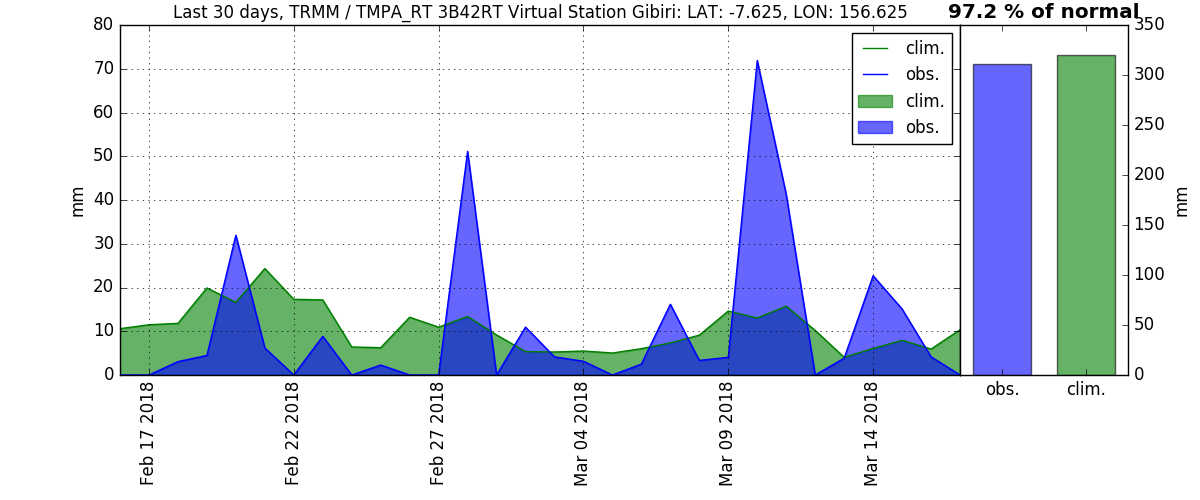 Last 30 days, TRMM / TMPA_RT 3B42RT Virtual Station Gibiri: LAT: -7.625, LON: 156.625
97.2 % of normal
80
70
60
50
40
30
20
10
0
mm
clim.
obs.
clim.
obs.
350
300
250
200
150
100
50
0
mm
obs.
clim.
Feb 17 2018
Feb 22 2018
Feb 27 2018
Mar 04 2018
Mar 09 2018
Mar 14 2018